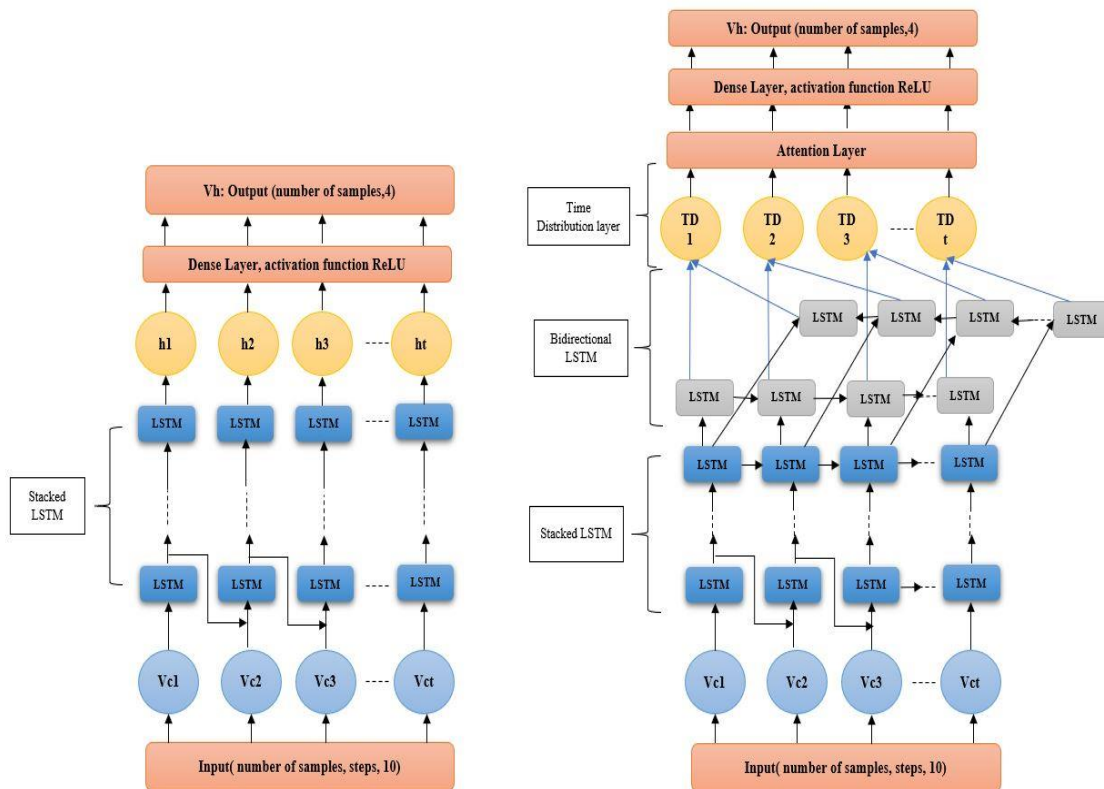 Vh: Output (number of samples,4)
Dense Layer, activation function ReLU
h1
h2
h3
ht
LSTM
LSTM
LSTM
LSTM
Stacked
LSTM
LSTM
LSTM
LSTM
LSTM
Vc1
Vc2
Vc3
Vct
Input( number of samples, steps, 10)
Vh: Output (number of samples,4)
Dense Layer, activation function ReLU
Attention Layer
Time
Distribution layer
TD
1
TD
2
TD
3
TD
t
Bidirectional
LSTM
LSTM
LSTM
LSTM
LSTM
LSTM
LSTM
LSTM
LSTM
LSTM
LSTM
LSTM
LSTM
Stacked LSTM
LSTM
LSTM
LSTM
LSTM
Vc1
Vc2
Vc3
Vct
Input( number of samples, steps, 10)